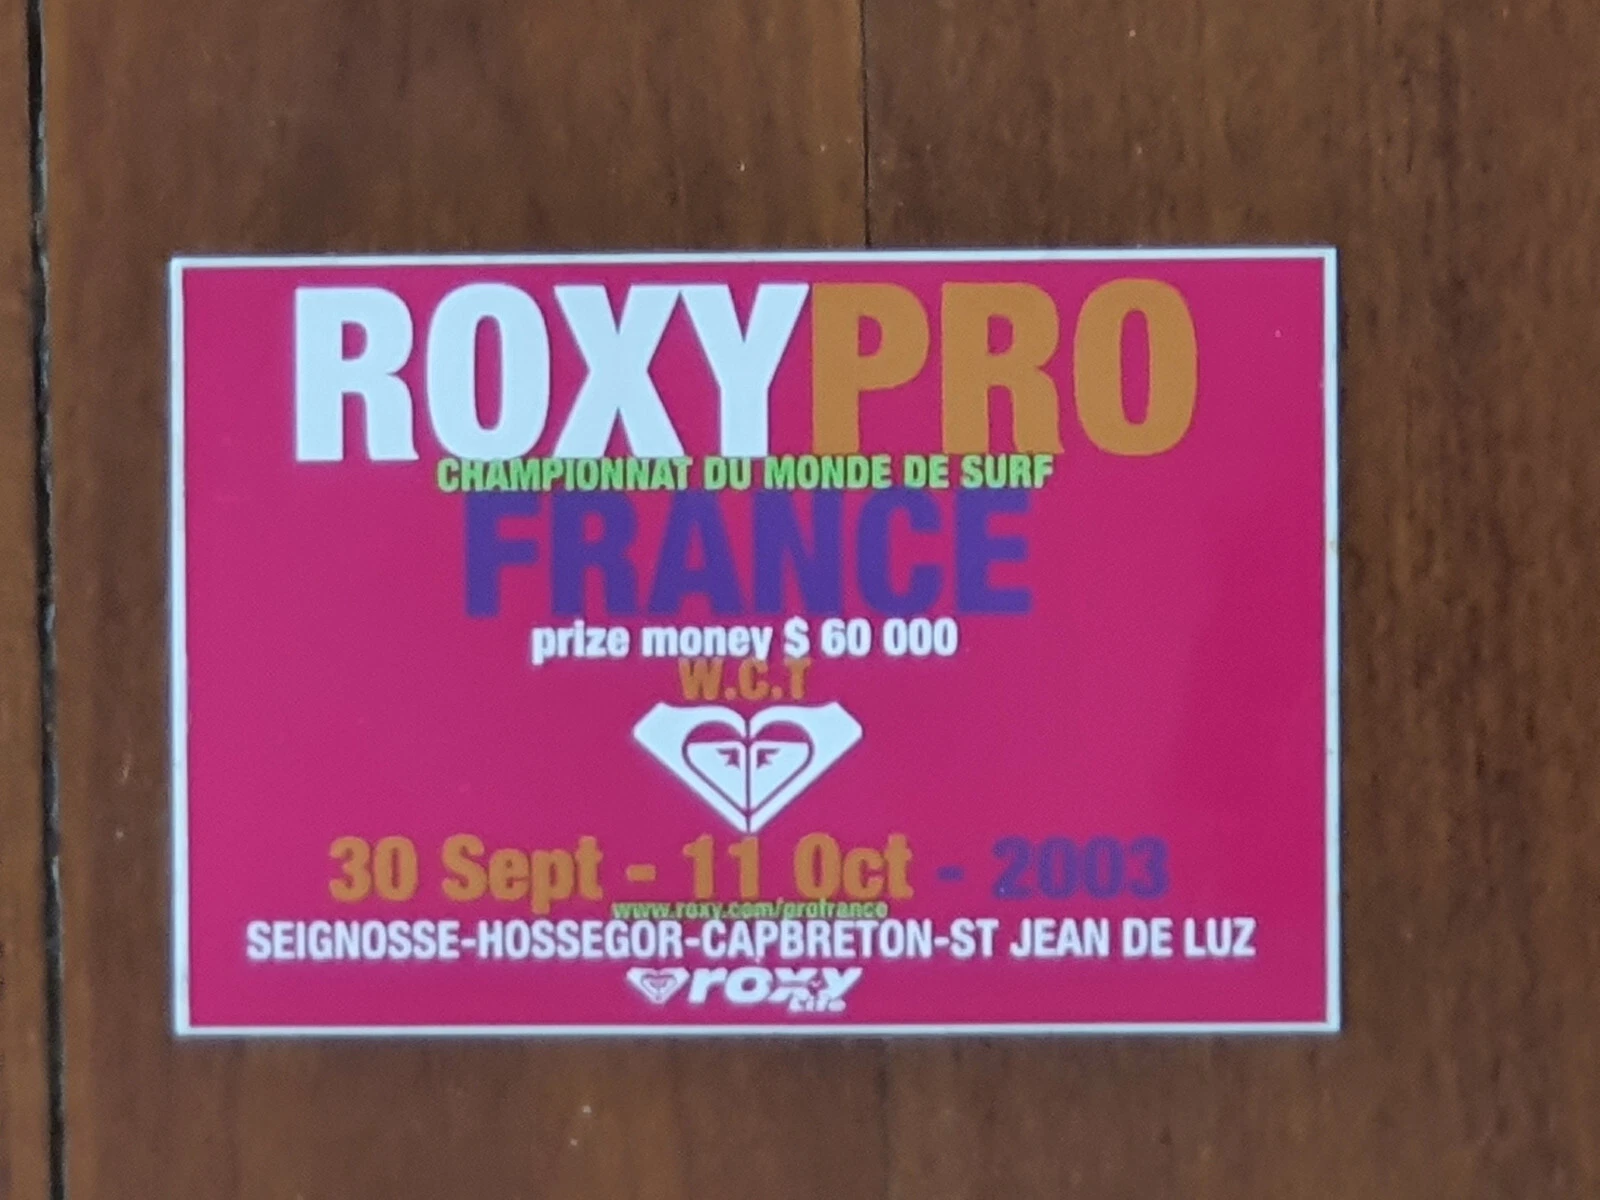 ROXYPRO
CHAMPIONNAT DU MONDE DE SURF
FRANCE
prize money $ 60 000
W.C.T
30 Sept - 11 Oct - 2003
www.roxy.com/profrance
SEIGNOSSE-HOSSEGOR-CAPBRETON-ST JEAN DE LUZ
roxy
Life